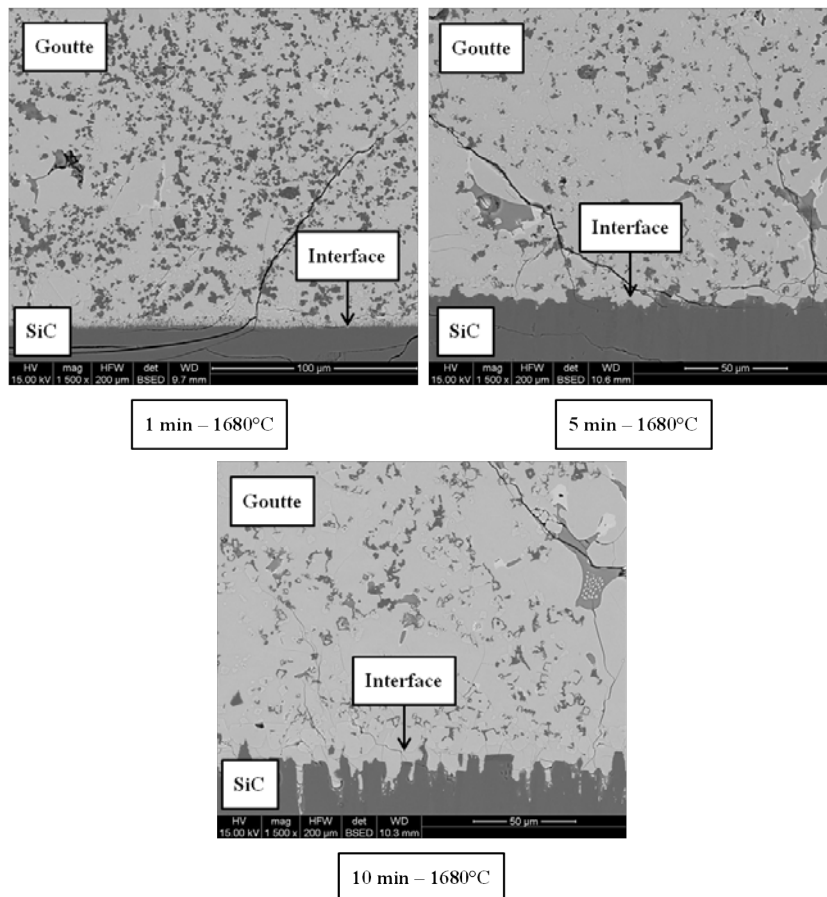 Goutte
Interface
SiC
HV mag HFW det WD
15.00 kV 1 500 x 200 µm BSED 9.7 mm
100 µm
1 min – 1680°C
Goutte
Interface
SiC
HV mag HFW det WD
15.00 kV 1 500 x 200 µm BSED 10.6 mm
50 µm
5 min – 1680°C
Goutte
Interface
SiC
HV mag HFW det WD
15.00 kV 1 500 x 200 µm BSED 10.3 mm
50 µm
10 min – 1680°C